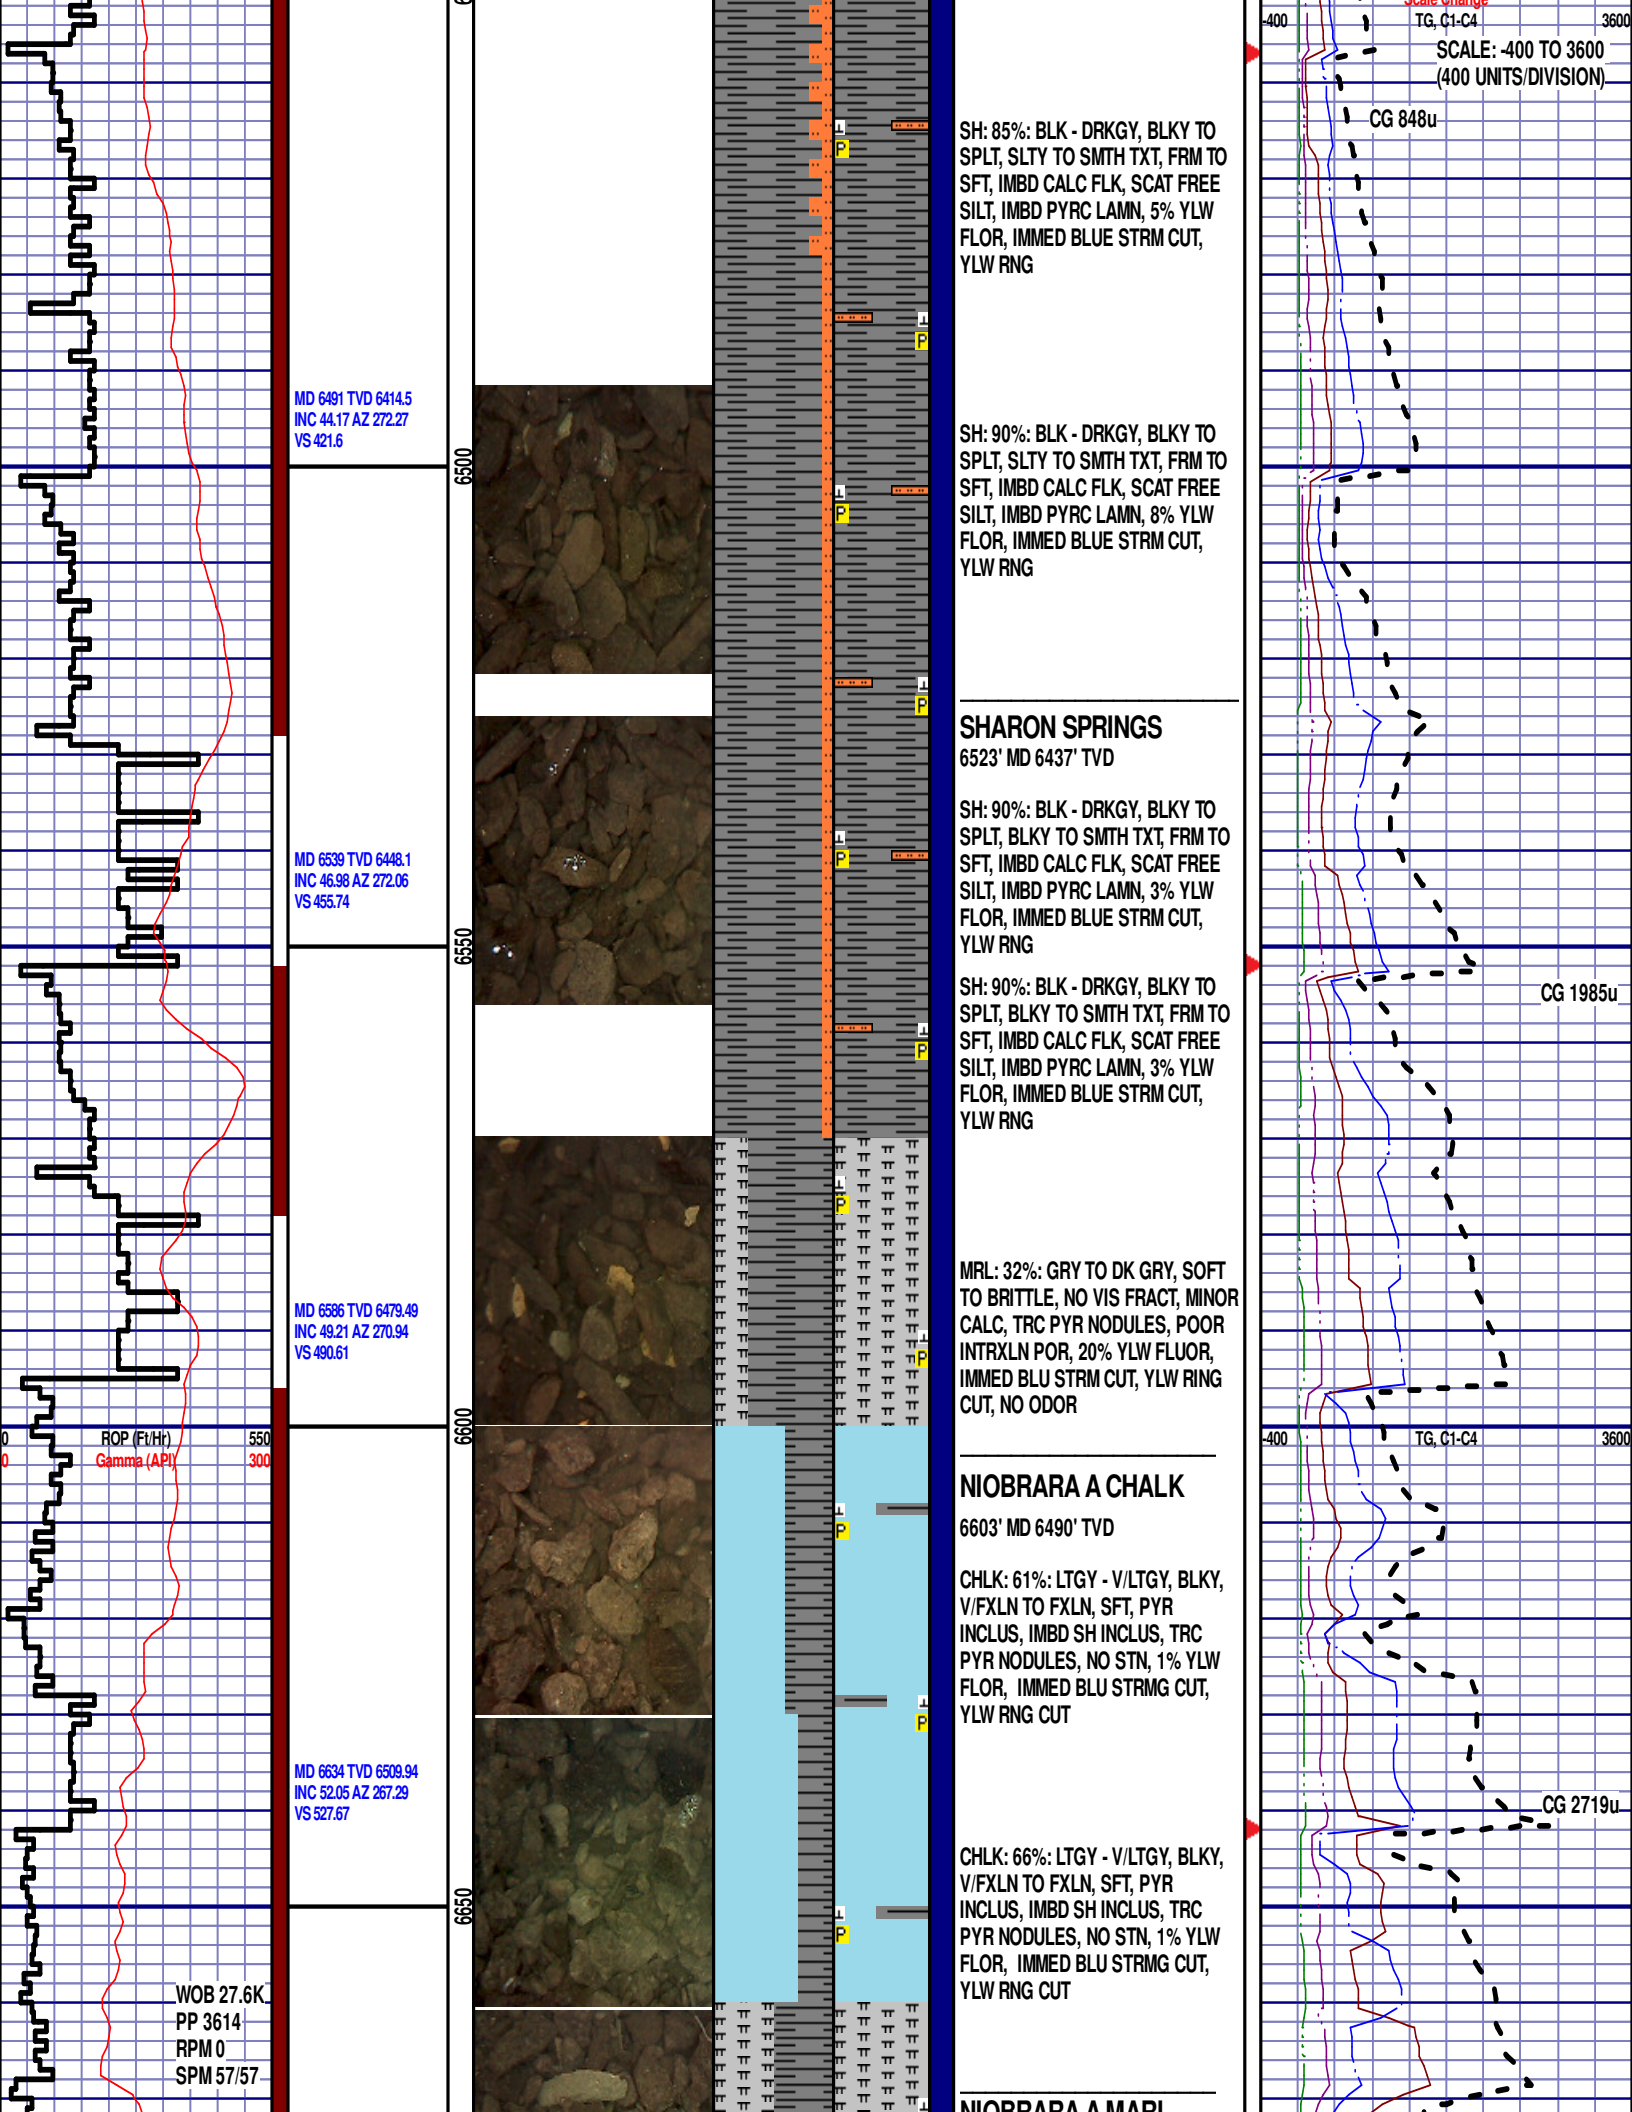 Scale Change
-400 TG, C1-C4 3600
SCALE: -400 TO 3600
(400 UNITS/DIVISION)
CG 848u
SH: 85%: BLK - DRKGY, BLKY TO
SPLT, SLTY TO SMTH TXT, FRM TO
SFT, IMBD CALC FLK, SCAT FREE
SILT, IMBD PYRC LAMN, 5% YLW
FLOR, IMMED BLUE STRM CUT,
YLW RNG
P
P
MD 6491 TVD 6414.5
INC 44.17 AZ 272.27
VS 421.6
6500
SH: 90%: BLK - DRKGY, BLKY TO
SPLT, SLTY TO SMTH TXT, FRM TO
SFT, IMBD CALC FLK, SCAT FREE
SILT, IMBD PYRC LAMN, 8% YLW
FLOR, IMMED BLUE STRM CUT,
YLW RNG
P
P
SHARON SPRINGS
6523' MD 6437' TVD
SH: 90%: BLK - DRKGY, BLKY TO
SPLT, BLKY TO SMTH TXT, FRM TO
SFT, IMBD CALC FLK, SCAT FREE
SILT, IMBD PYRC LAMN, 3% YLW
FLOR, IMMED BLUE STRM CUT,
YLW RNG
P
MD 6539 TVD 6448.1
INC 46.98 AZ 272.06
VS 455.74
6550
CG 1985u
SH: 90%: BLK - DRKGY, BLKY TO
SPLT, BLKY TO SMTH TXT, FRM TO
SFT, IMBD CALC FLK, SCAT FREE
SILT, IMBD PYRC LAMN, 3% YLW
FLOR, IMMED BLUE STRM CUT,
YLW RNG
P
P
MRL: 32%: GRY TO DK GRY, SOFT
TO BRITTLE, NO VIS FRACT, MINOR
CALC, TRC PYR NODULES, POOR
INTRXLN POR, 20% YLW FLUOR,
IMMED BLU STRM CUT, YLW RING
CUT, NO ODOR
P
MD 6586 TVD 6479.49
INC 49.21 AZ 270.94
VS 490.61
6600
0 ROP (Ft/Hr) 550
0 Gamma (API) 300
-400 TG, C1-C4 3600
NIOBRARA A CHALK
6603' MD 6490' TVD
P
CHLK: 61%: LTGY - V/LTGY, BLKY,
V/FXLN TO FXLN, SFT, PYR
INCLUS, IMBD SH INCLUS, TRC
PYR NODULES, NO STN, 1% YLW
FLOR, IMMED BLU STRMG CUT,
YLW RNG CUT
P
MD 6634 TVD 6509.94
INC 52.05 AZ 267.29
VS 527.67
CG 2719u
6650
CHLK: 66%: LTGY - V/LTGY, BLKY,
V/FXLN TO FXLN, SFT, PYR
INCLUS, IMBD SH INCLUS, TRC
PYR NODULES, NO STN, 1% YLW
FLOR, IMMED BLU STRMG CUT,
YLW RNG CUT
P
WOB 27.6K
PP 3614
RPM 0
SPM 57/57
NIOBRARA A MARL